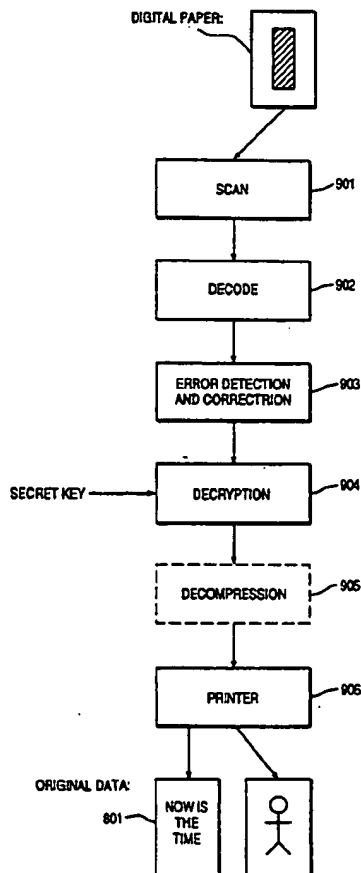 DIGITAL PAPER:
SCAN
901
DECODE
902
ERROR DETECTION
AND CORRECTRION
903
SECRET KEY
DECRYPTION
904
DECOMPRESSION
905
PRINTER
906
ORIGINAL DATA:
801
NOW IS
THE
TIME